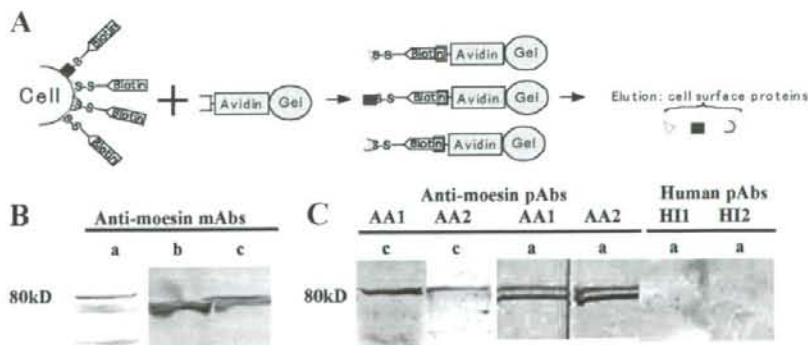 A
Biotin
S-S
Cell
S-S Biotin
S-S Biotin
S-S
Biotin
+
Avidin Gel
S-S Biotin Avidin Gel
S-S Biotin Avidin Gel
S-S Biotin Avidin Gel
Elution: cell surface proteins
B
Anti-moesin mAbs
a b c
80kD
C
Anti-moesin pAbs Human pAbs
AA1 AA2 AA1 AA2 HI1 HI2
c c a a a a
80kD